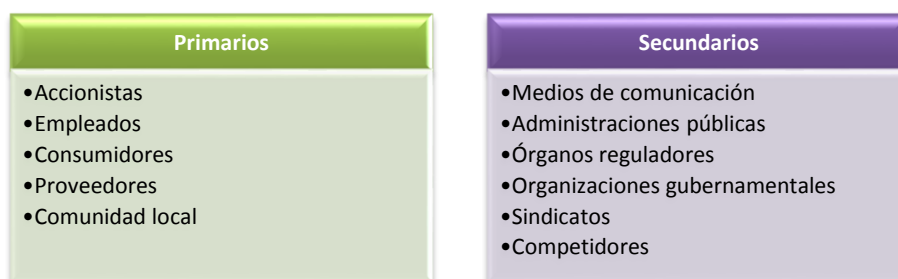 Primarios
•Accionistas
•Empleados
•Consumidores
•Proveedores
•Comunidad local
Secundarios
•Medios de comunicación
•Administraciones públicas
•Órganos reguladores
•Organizaciones gubernamentales
•Sindicatos
•Competidores